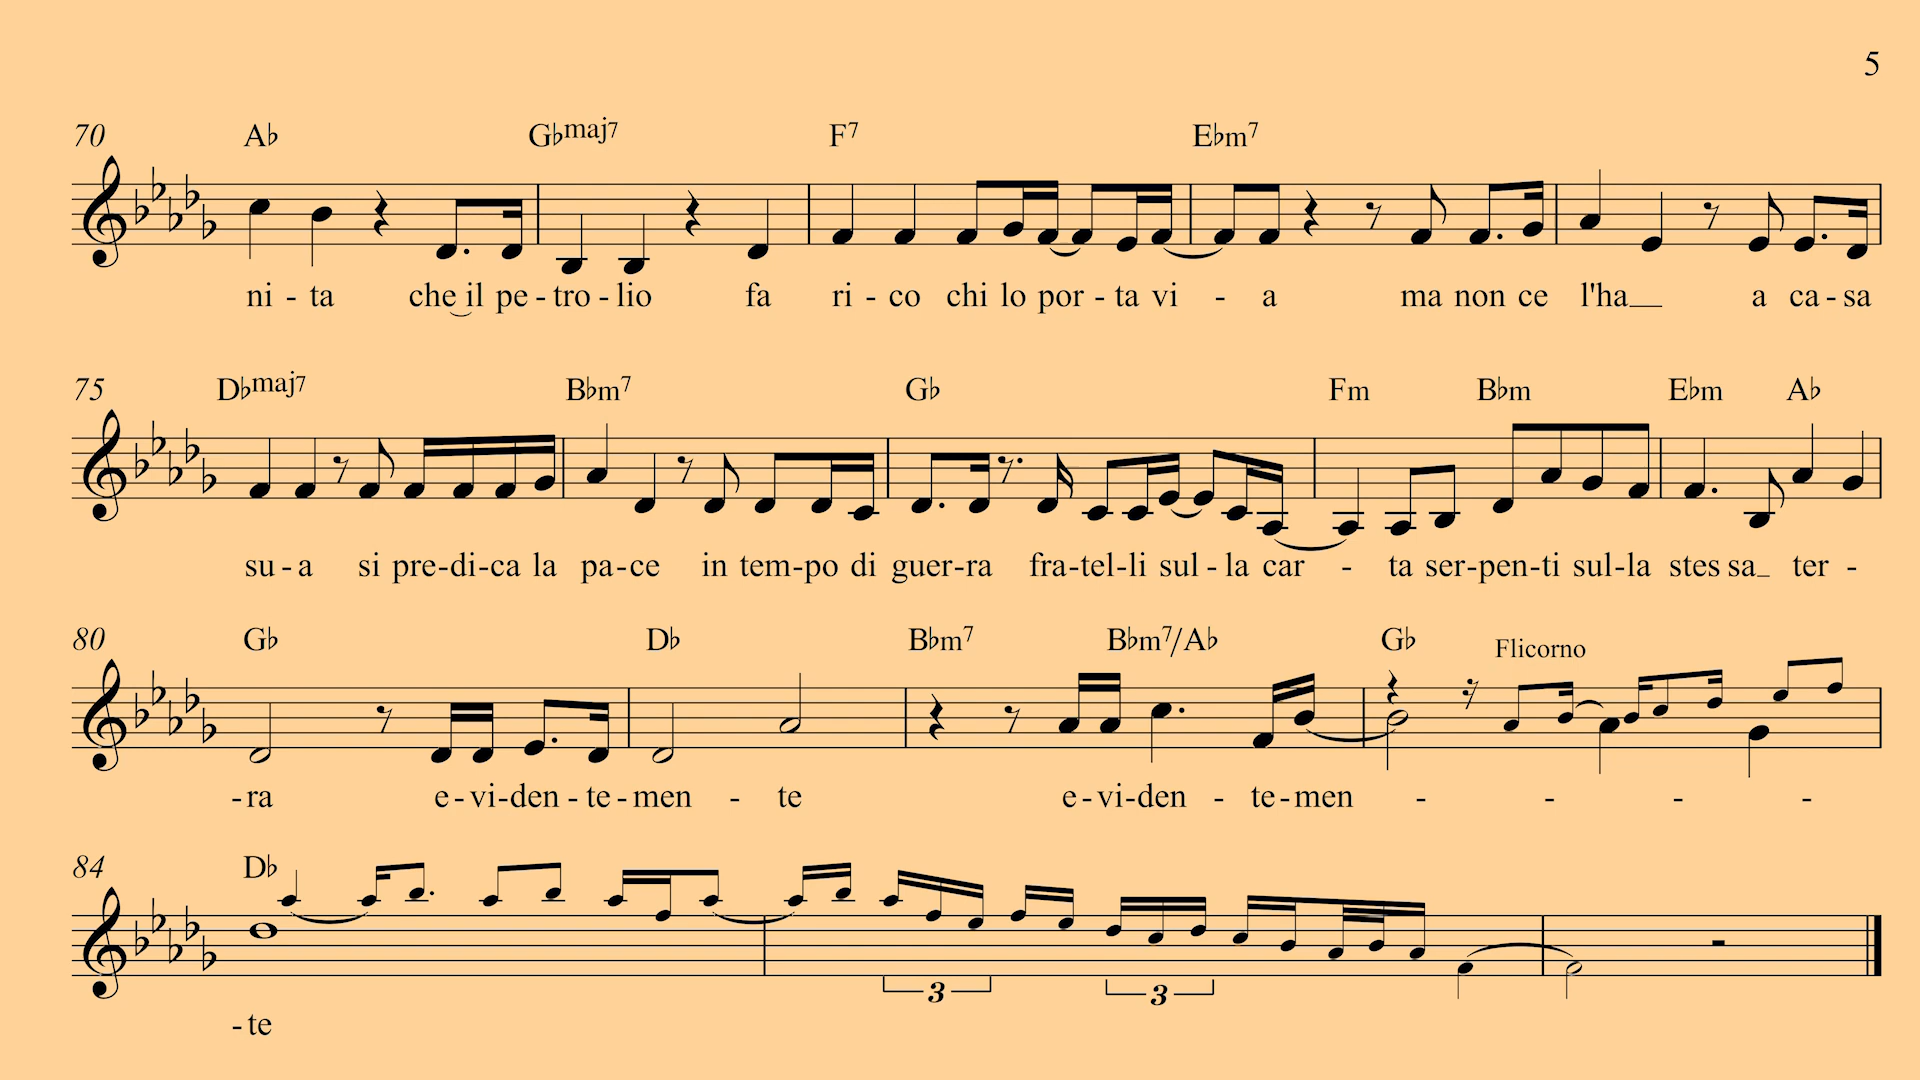 5
70 A♭ G♭maj7 F7 E♭m7
ni - ta che il pe - tro - lio fa ri - co chi lo por - ta vi - a ma non ce l'ha__ a ca - sa
75 D♭maj7 B♭m7 G♭ Fm B♭m E♭m A♭
su - a si pre-di-ca la pa-ce in tem-po di guer-ra fra-tel-li sul - la car - ta ser-pen-ti sul-la stes sa_ ter -
80 G♭ D♭ B♭m7 B♭m7/A♭ G♭ Flicorno
-ra e-vi-den-te-men - te e-vi-den - te-men - - - -
84 D♭
3 3
-te